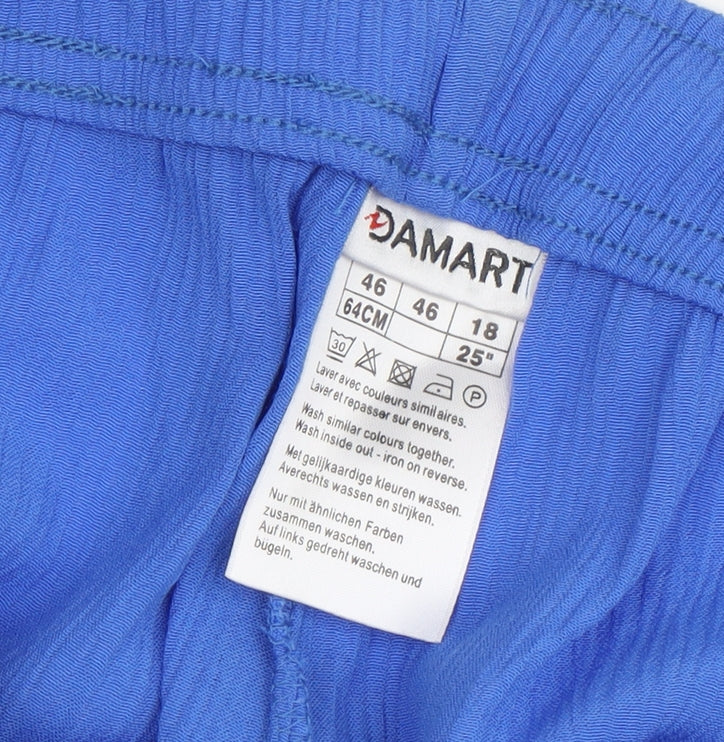 DAMART
46 46 18
64CM 25"
30 P
Laver avec couleurs similaires.
Laver et repasser sur envers.
Wash similar colours together.
Wash inside out - iron on reverse.
Met gelijkaardige kleuren wassen.
Averechts wassen en strijken.
Nur mit ähnlichen Farben
zusammen waschen.
Auf links gedreht waschen und
bügeln.